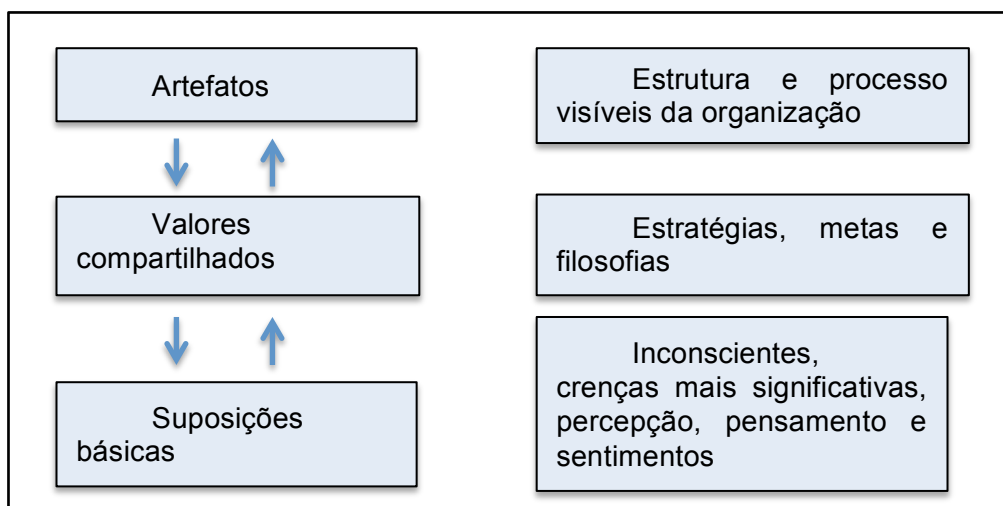 Artefatos
Estrutura e processo
visíveis da organização
Valores
compartilhados
Estratégias, metas e
filosofias
Suposições
básicas
Inconscientes,
crenças mais significativas,
percepção, pensamento e
sentimentos